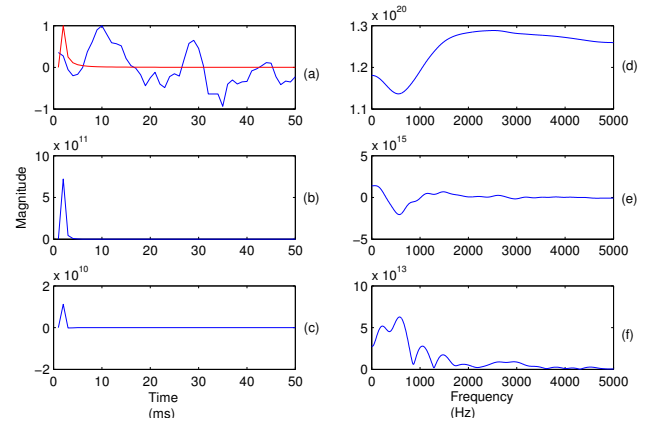 1
0
-1
0 10 20 30 40 50
(a)
x 10^11
10
5
0
0 10 20 30 40 50
(b)
Magnitude
x 10^10
2
0
-2
0 10 20 30 40 50
(c)
Time
(ms)
x 10^20
1.3
1.2
1.1
0 1000 2000 3000 4000 5000
(d)
x 10^15
5
0
-5
0 1000 2000 3000 4000 5000
(e)
x 10^13
10
5
0
0 1000 2000 3000 4000 5000
(f)
Frequency
(Hz)